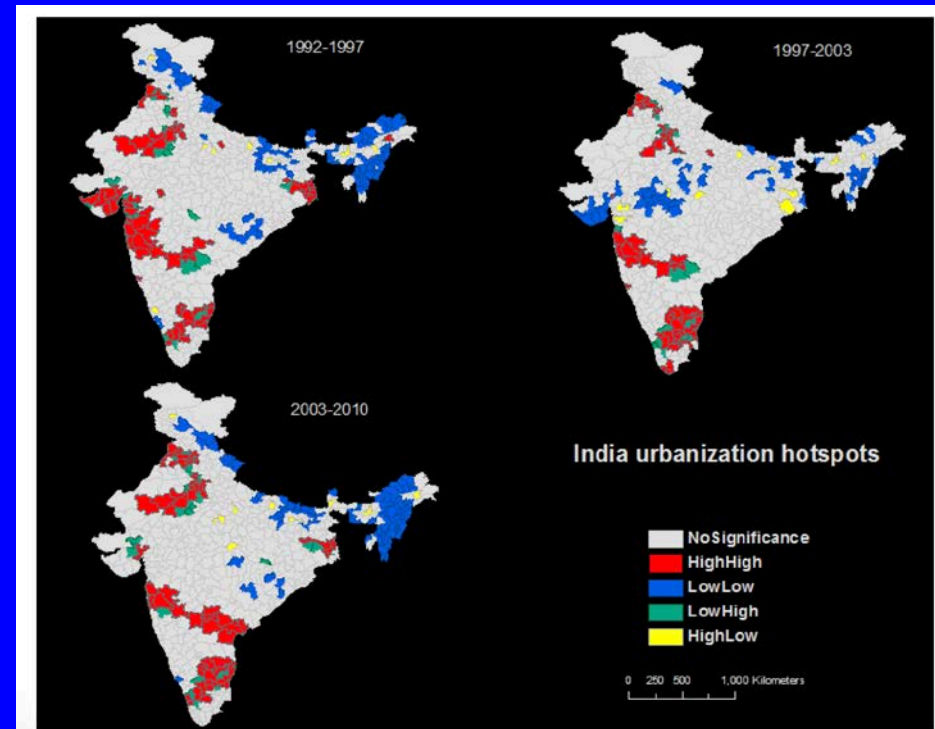 1992-1997
1997-2003
2003-2010
India urbanization hotspots
NoSignificance
HighHigh
LowLow
LowHigh
HighLow
0 250 500 1,000 Kilometers